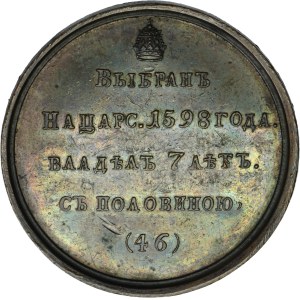 ВЫБРАНЪ
НА ЦАРС. 1598 ГОДА.
ВЛАДѢЛЪ 7 ЛѢТЪ.
СЪ ПОЛОВИНОЮ,
(46)